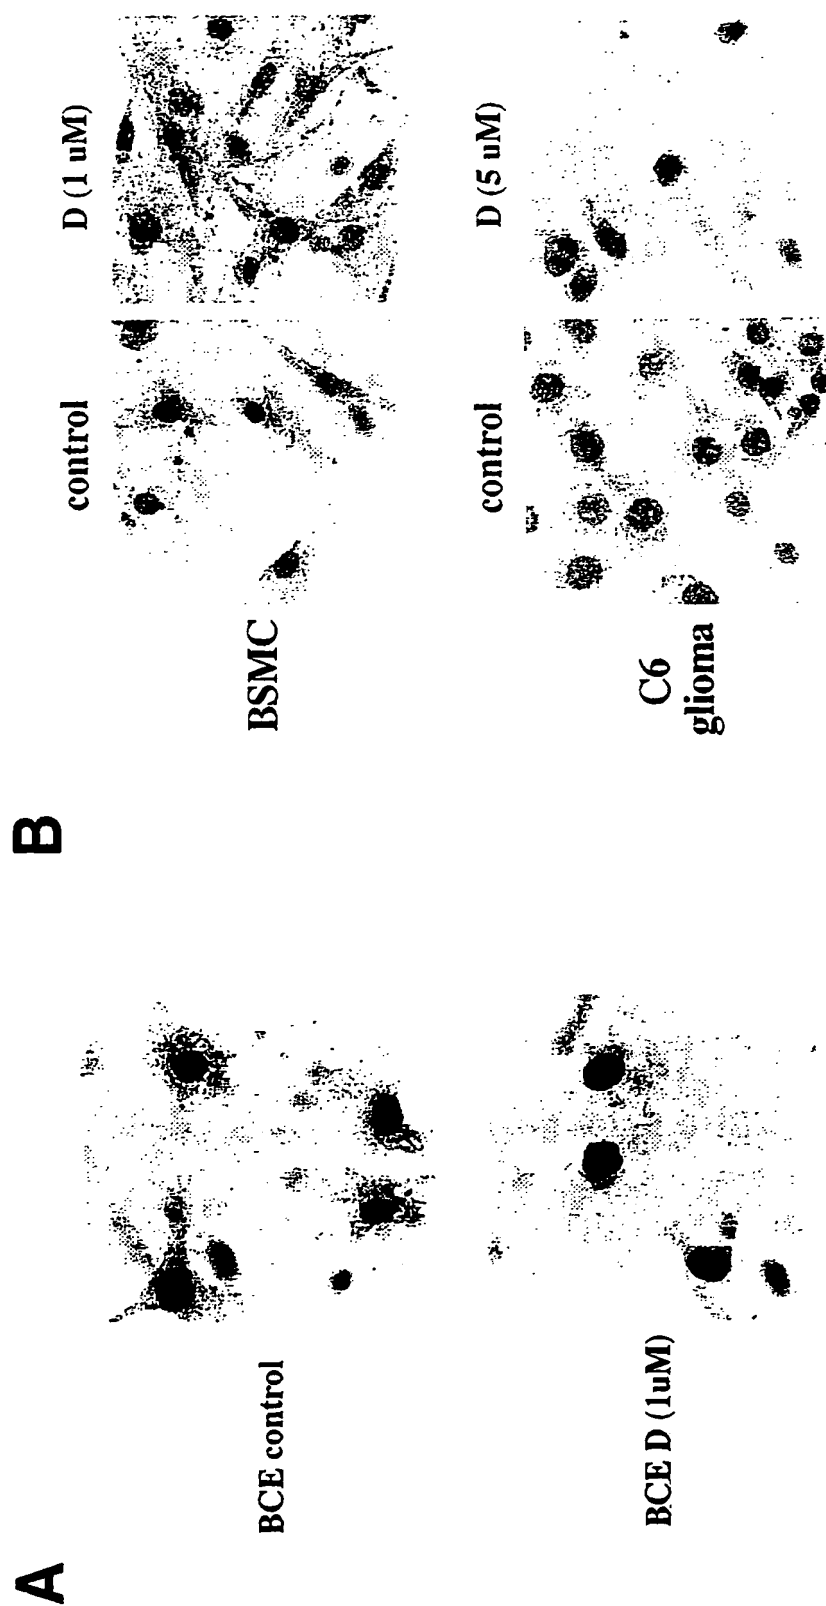 A
BCE control
BCE D (1uM)
B
control
D (1 uM)
BSMC
control
D (5 uM)
C6
glioma